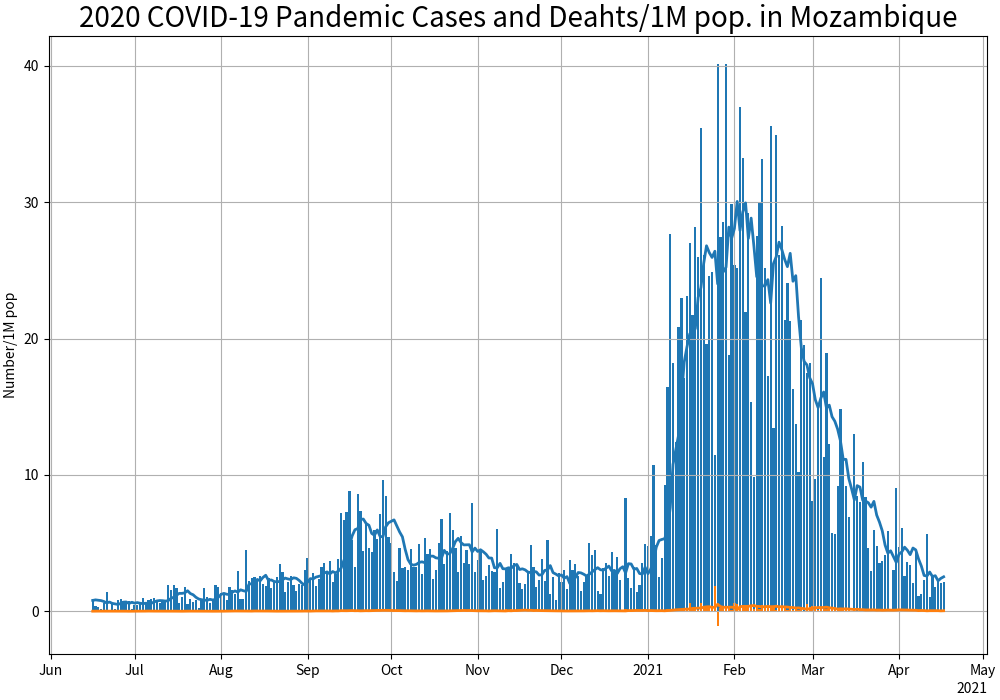 2020 COVID-19 Pandemic Cases and Deahts/1M pop. in Mozambique
Number/1M pop
40
30
20
10
0
Jun Jul Aug Sep Oct Nov Dec 2021 Feb Mar Apr May
2021